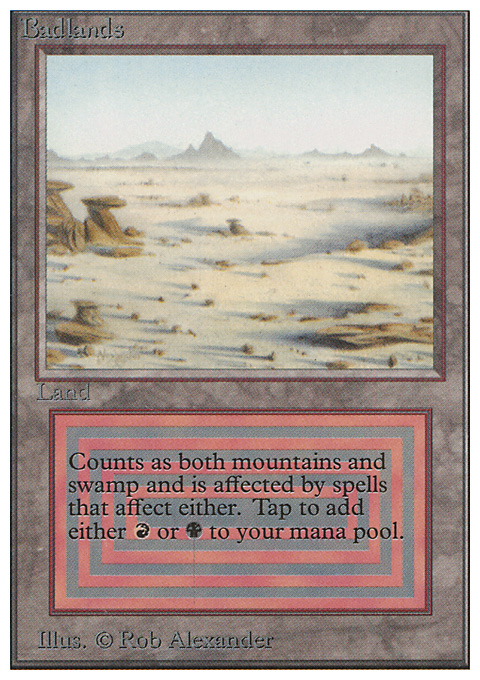 Badlands
Land
Counts as both mountains and
swamp and is affected by spells
that affect either. Tap to add
either or to your mana pool.
Illus. © Rob Alexander